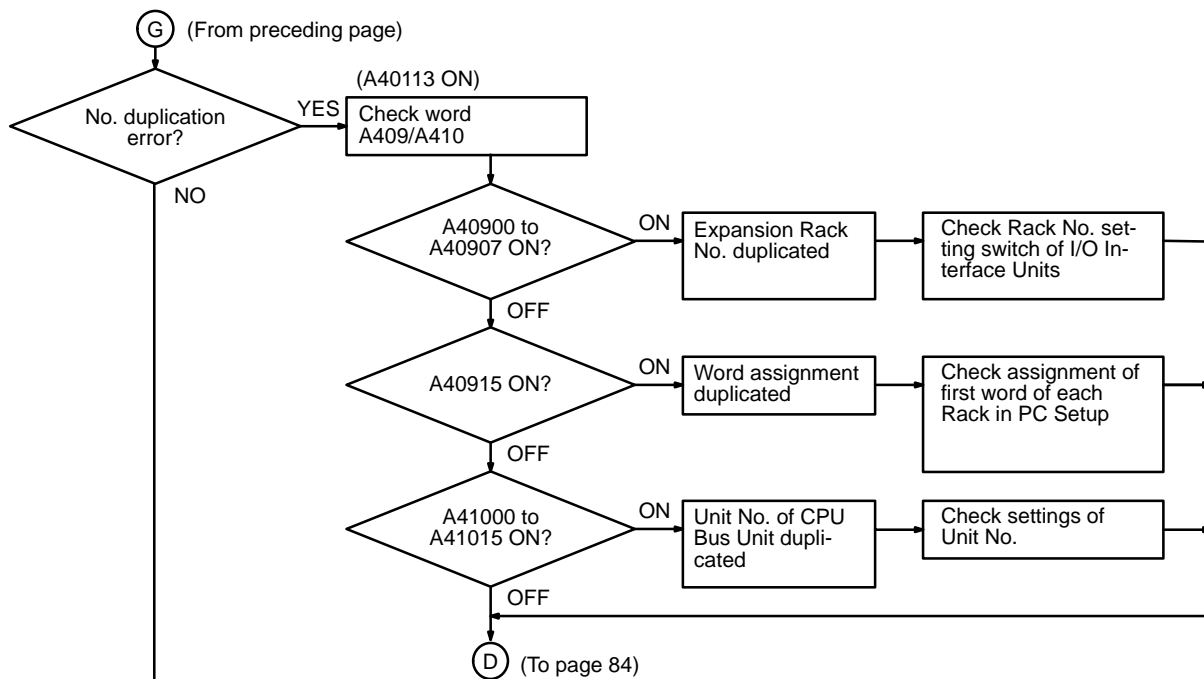 G (From preceding page)
No. duplication
error?
YES
NO
(A40113 ON)
Check word
A409/A410
A40900 to
A40907 ON?
ON
OFF
Expansion Rack
No. duplicated
Check Rack No. set-
ting switch of I/O In-
terface Units
A40915 ON?
ON
OFF
Word assignment
duplicated
Check assignment of
first word of each
Rack in PC Setup
A41000 to
A41015 ON?
ON
OFF
Unit No. of CPU
Bus Unit dupli-
cated
Check settings of
Unit No.
D (To page 84)